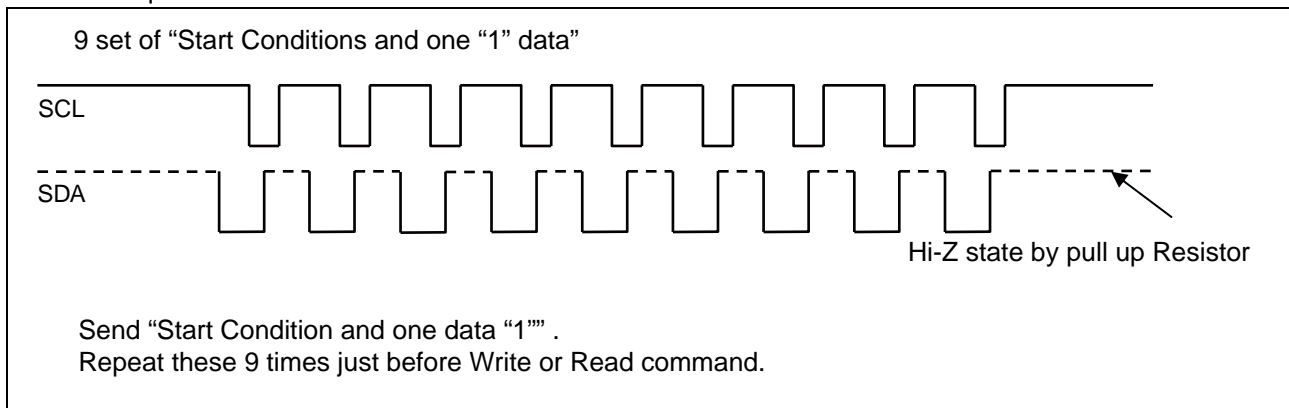 9 set of “Start Conditions and one “1” data”
SCL
SDA
Hi-Z state by pull up Resistor
Send “Start Condition and one data “1”” .
Repeat these 9 times just before Write or Read command.